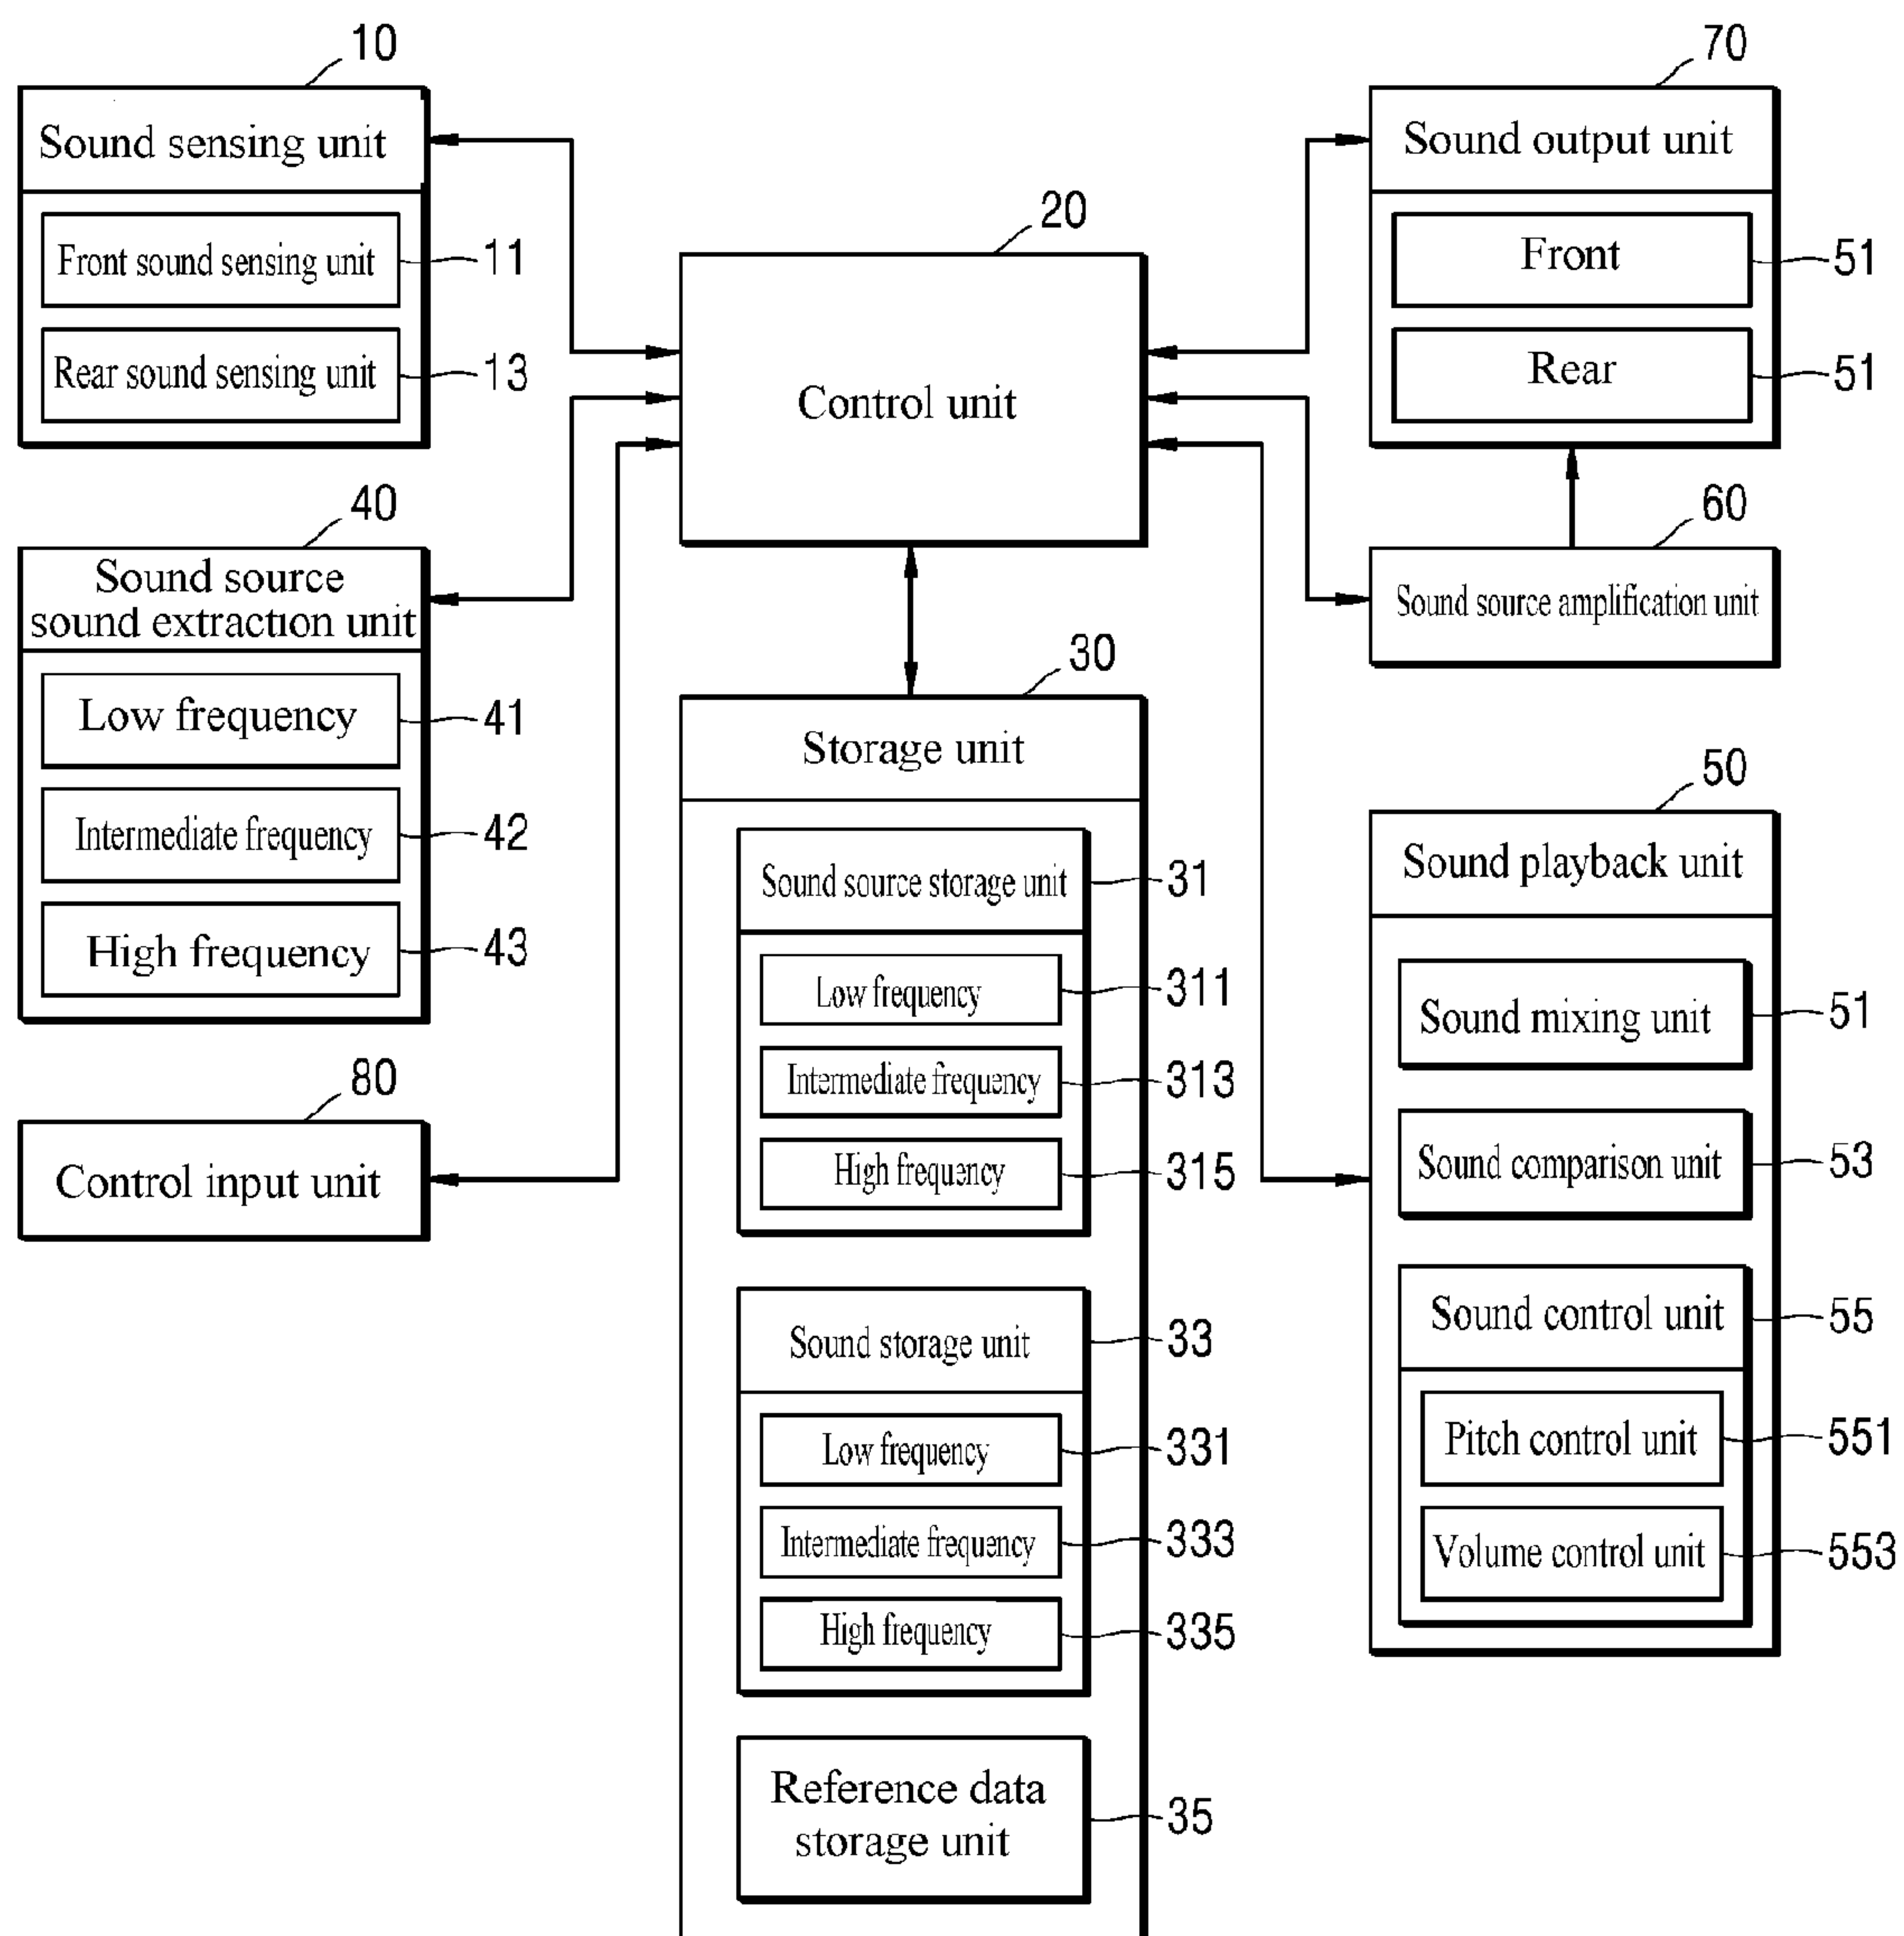 10
Sound sensing unit
Front sound sensing unit
11
Rear sound sensing unit
13
40
Sound source
sound extraction unit
Low frequency
41
Intermediate frequency
42
High frequency
43
80
Control input unit
20
Control unit
30
Storage unit
Sound source storage unit
31
Low frequency
311
Intermediate frequency
313
High frequency
315
Sound storage unit
33
Low frequency
331
Intermediate frequency
333
High frequency
335
Reference data
storage unit
35
70
Sound output unit
Front
51
Rear
51
60
Sound source amplification unit
50
Sound playback unit
Sound mixing unit
51
Sound comparison unit
53
Sound control unit
55
Pitch control unit
551
Volume control unit
553